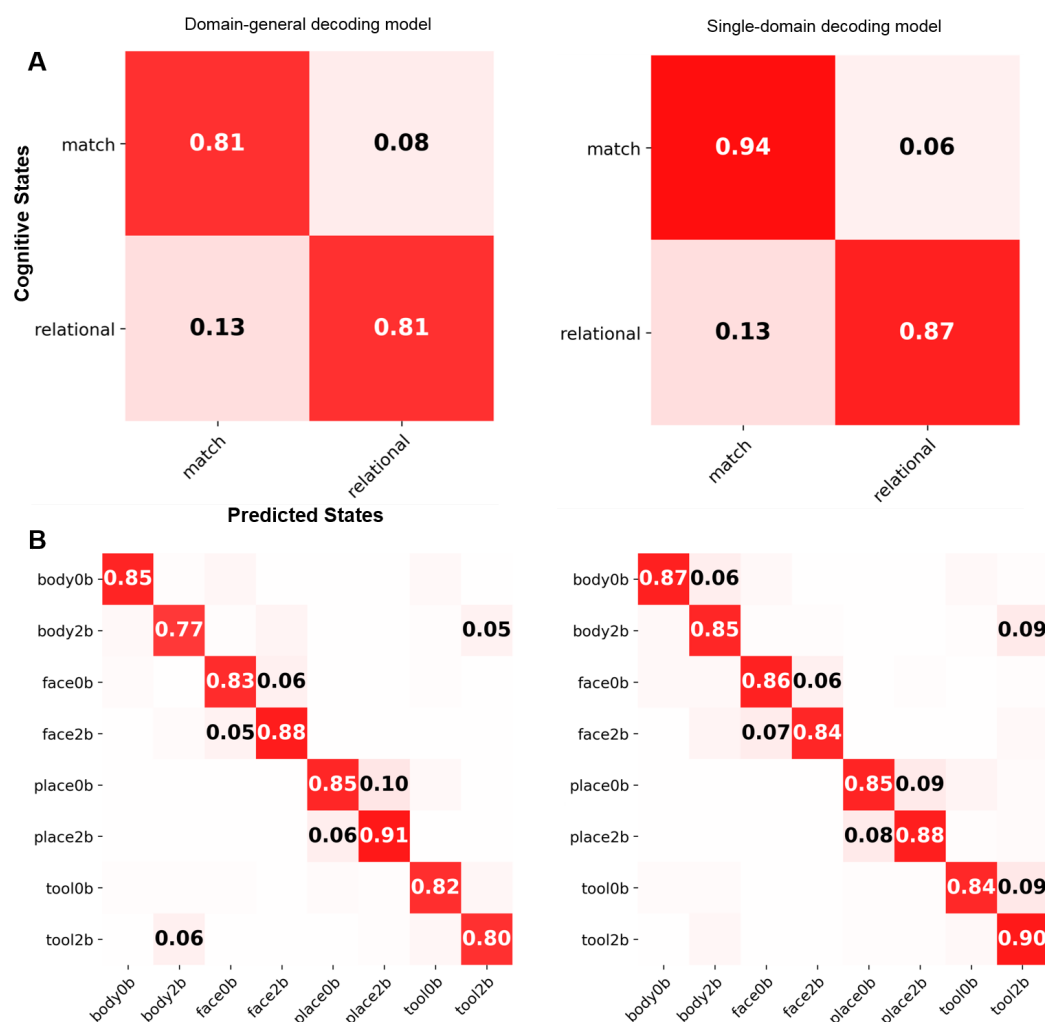 Domain-general decoding model
Single-domain decoding model
A
Cognitive States
match
0.81 0.08
relational
0.13 0.81
match relational
match
0.94 0.06
relational
0.13 0.87
match relational
Predicted States
B
body0b 0.85
body2b 0.77 0.05
face0b 0.83 0.06
face2b 0.05 0.88
place0b 0.85 0.10
place2b 0.06 0.91
tool0b 0.82
tool2b 0.06 0.80
body0b body2b face0b face2b place0b place2b tool0b tool2b
body0b 0.87 0.06
body2b 0.85 0.09
face0b 0.86 0.06
face2b 0.07 0.84
place0b 0.85 0.09
place2b 0.08 0.88
tool0b 0.84 0.09
tool2b 0.90
body0b body2b face0b face2b place0b place2b tool0b tool2b